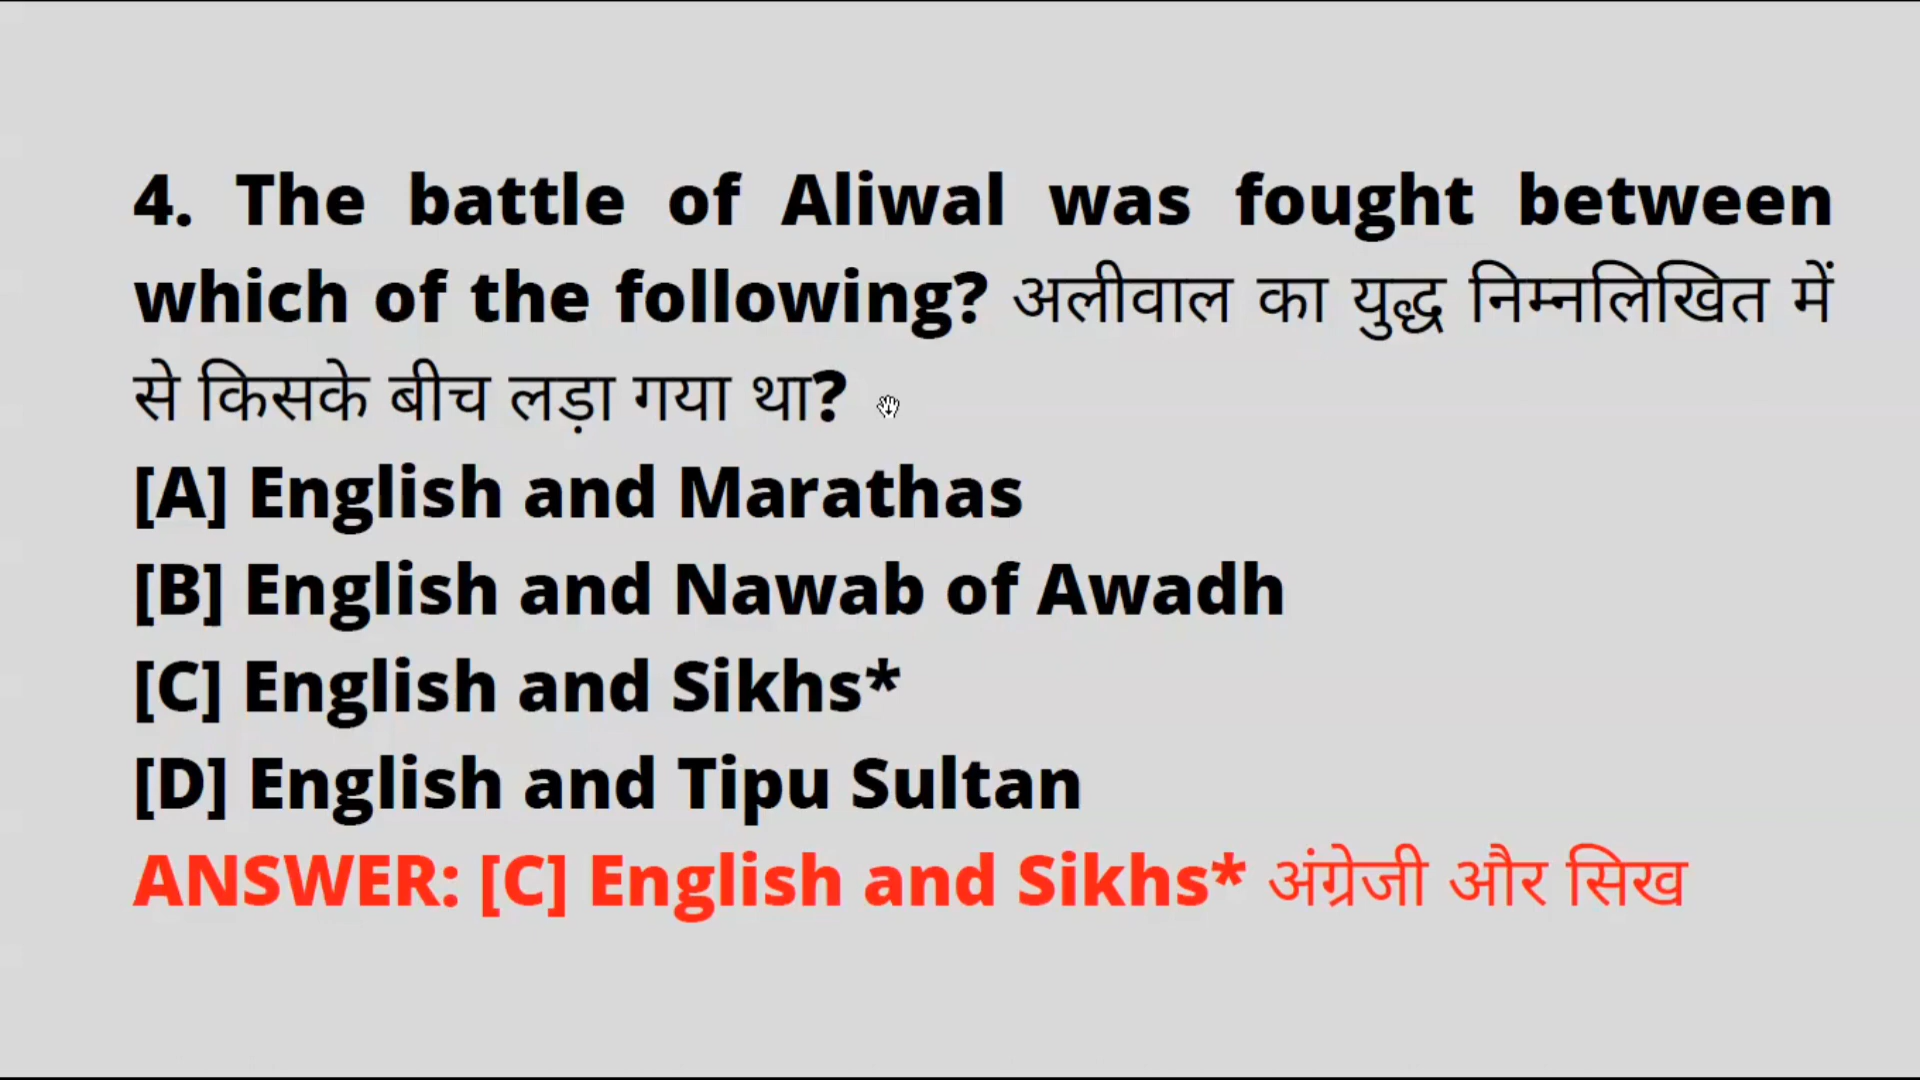 4. The battle of Aliwal was fought between
which of the following? अलीवाल का युद्ध निम्नलिखित में
से किसके बीच लड़ा गया था?
[A] English and Marathas
[B] English and Nawab of Awadh
[C] English and Sikhs*
[D] English and Tipu Sultan
ANSWER: [C] English and Sikhs* अंग्रेजी और सिख